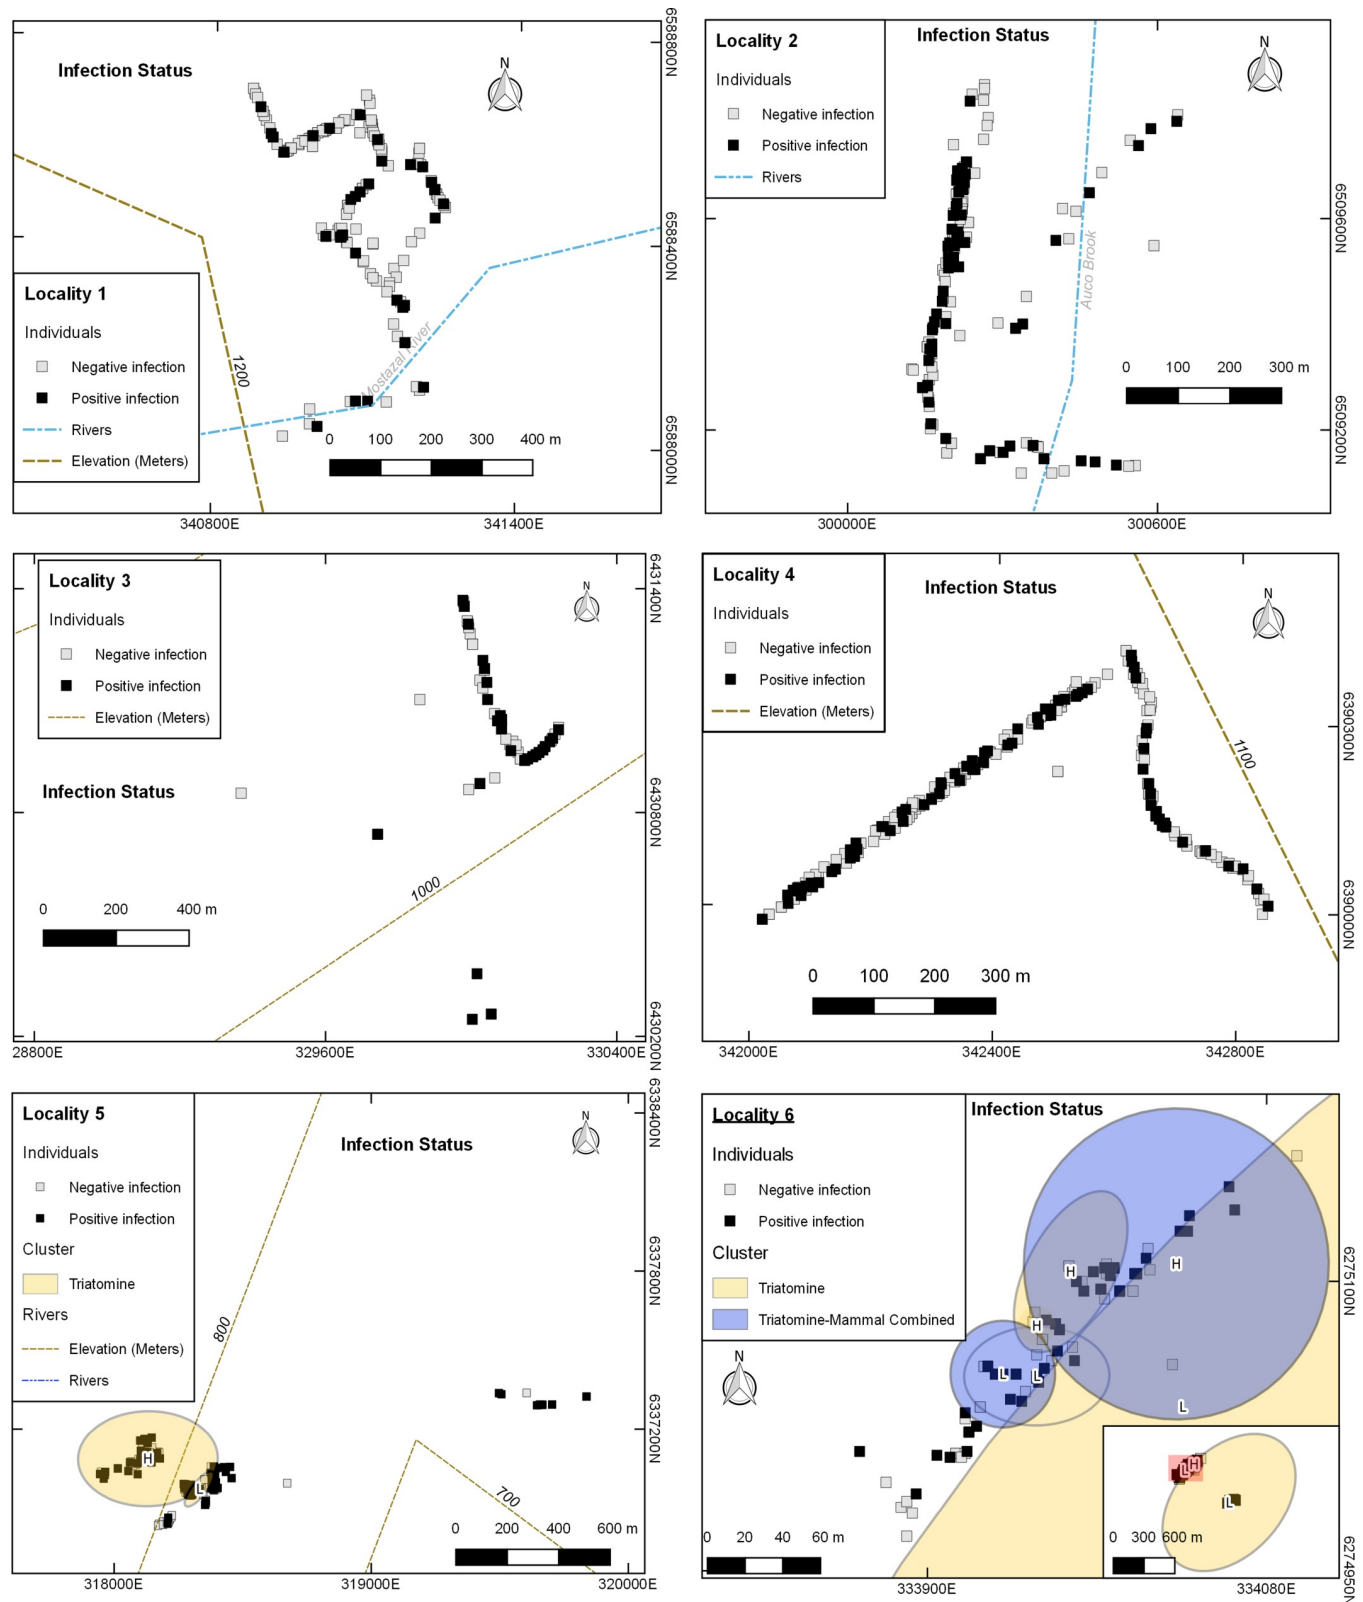 Infection Status
N
6588800N
6588400N
6588000N
Locality 1
Individuals
Negative infection
Positive infection
Rivers
Elevation (Meters)
1200
Mostazal River
0 100 200 300 400 m
340800E 341400E
Locality 2
Individuals
Negative infection
Positive infection
Rivers
Infection Status
N
Auco Brook
6509600N
6509200N
0 100 200 300 m
300000E 300600E
Locality 3
Individuals
Negative infection
Positive infection
Elevation (Meters)
Infection Status
N
1000
0 200 400 m
6431400N
6430800N
6430200N
28800E 329600E 330400E
Locality 4
Individuals
Negative infection
Positive infection
Elevation (Meters)
Infection Status
N
1100
6390300N
6390000N
0 100 200 300 m
342000E 342400E 342800E
Locality 5
Individuals
Negative infection
Positive infection
Cluster
Triatomine
Rivers
Elevation (Meters)
Rivers
Infection Status
N
800
700
H
L
6338400N
6337800N
6337200N
0 200 400 600 m
318000E 319000E 320000E
Locality 6
Individuals
Negative infection
Positive infection
Cluster
Triatomine
Triatomine-Mammal Combined
Infection Status
N
H
H
H
L
L
L
H
L
L
0 20 40 60 m
0 300 600 m
6275100N
6274950N
333900E 334080E